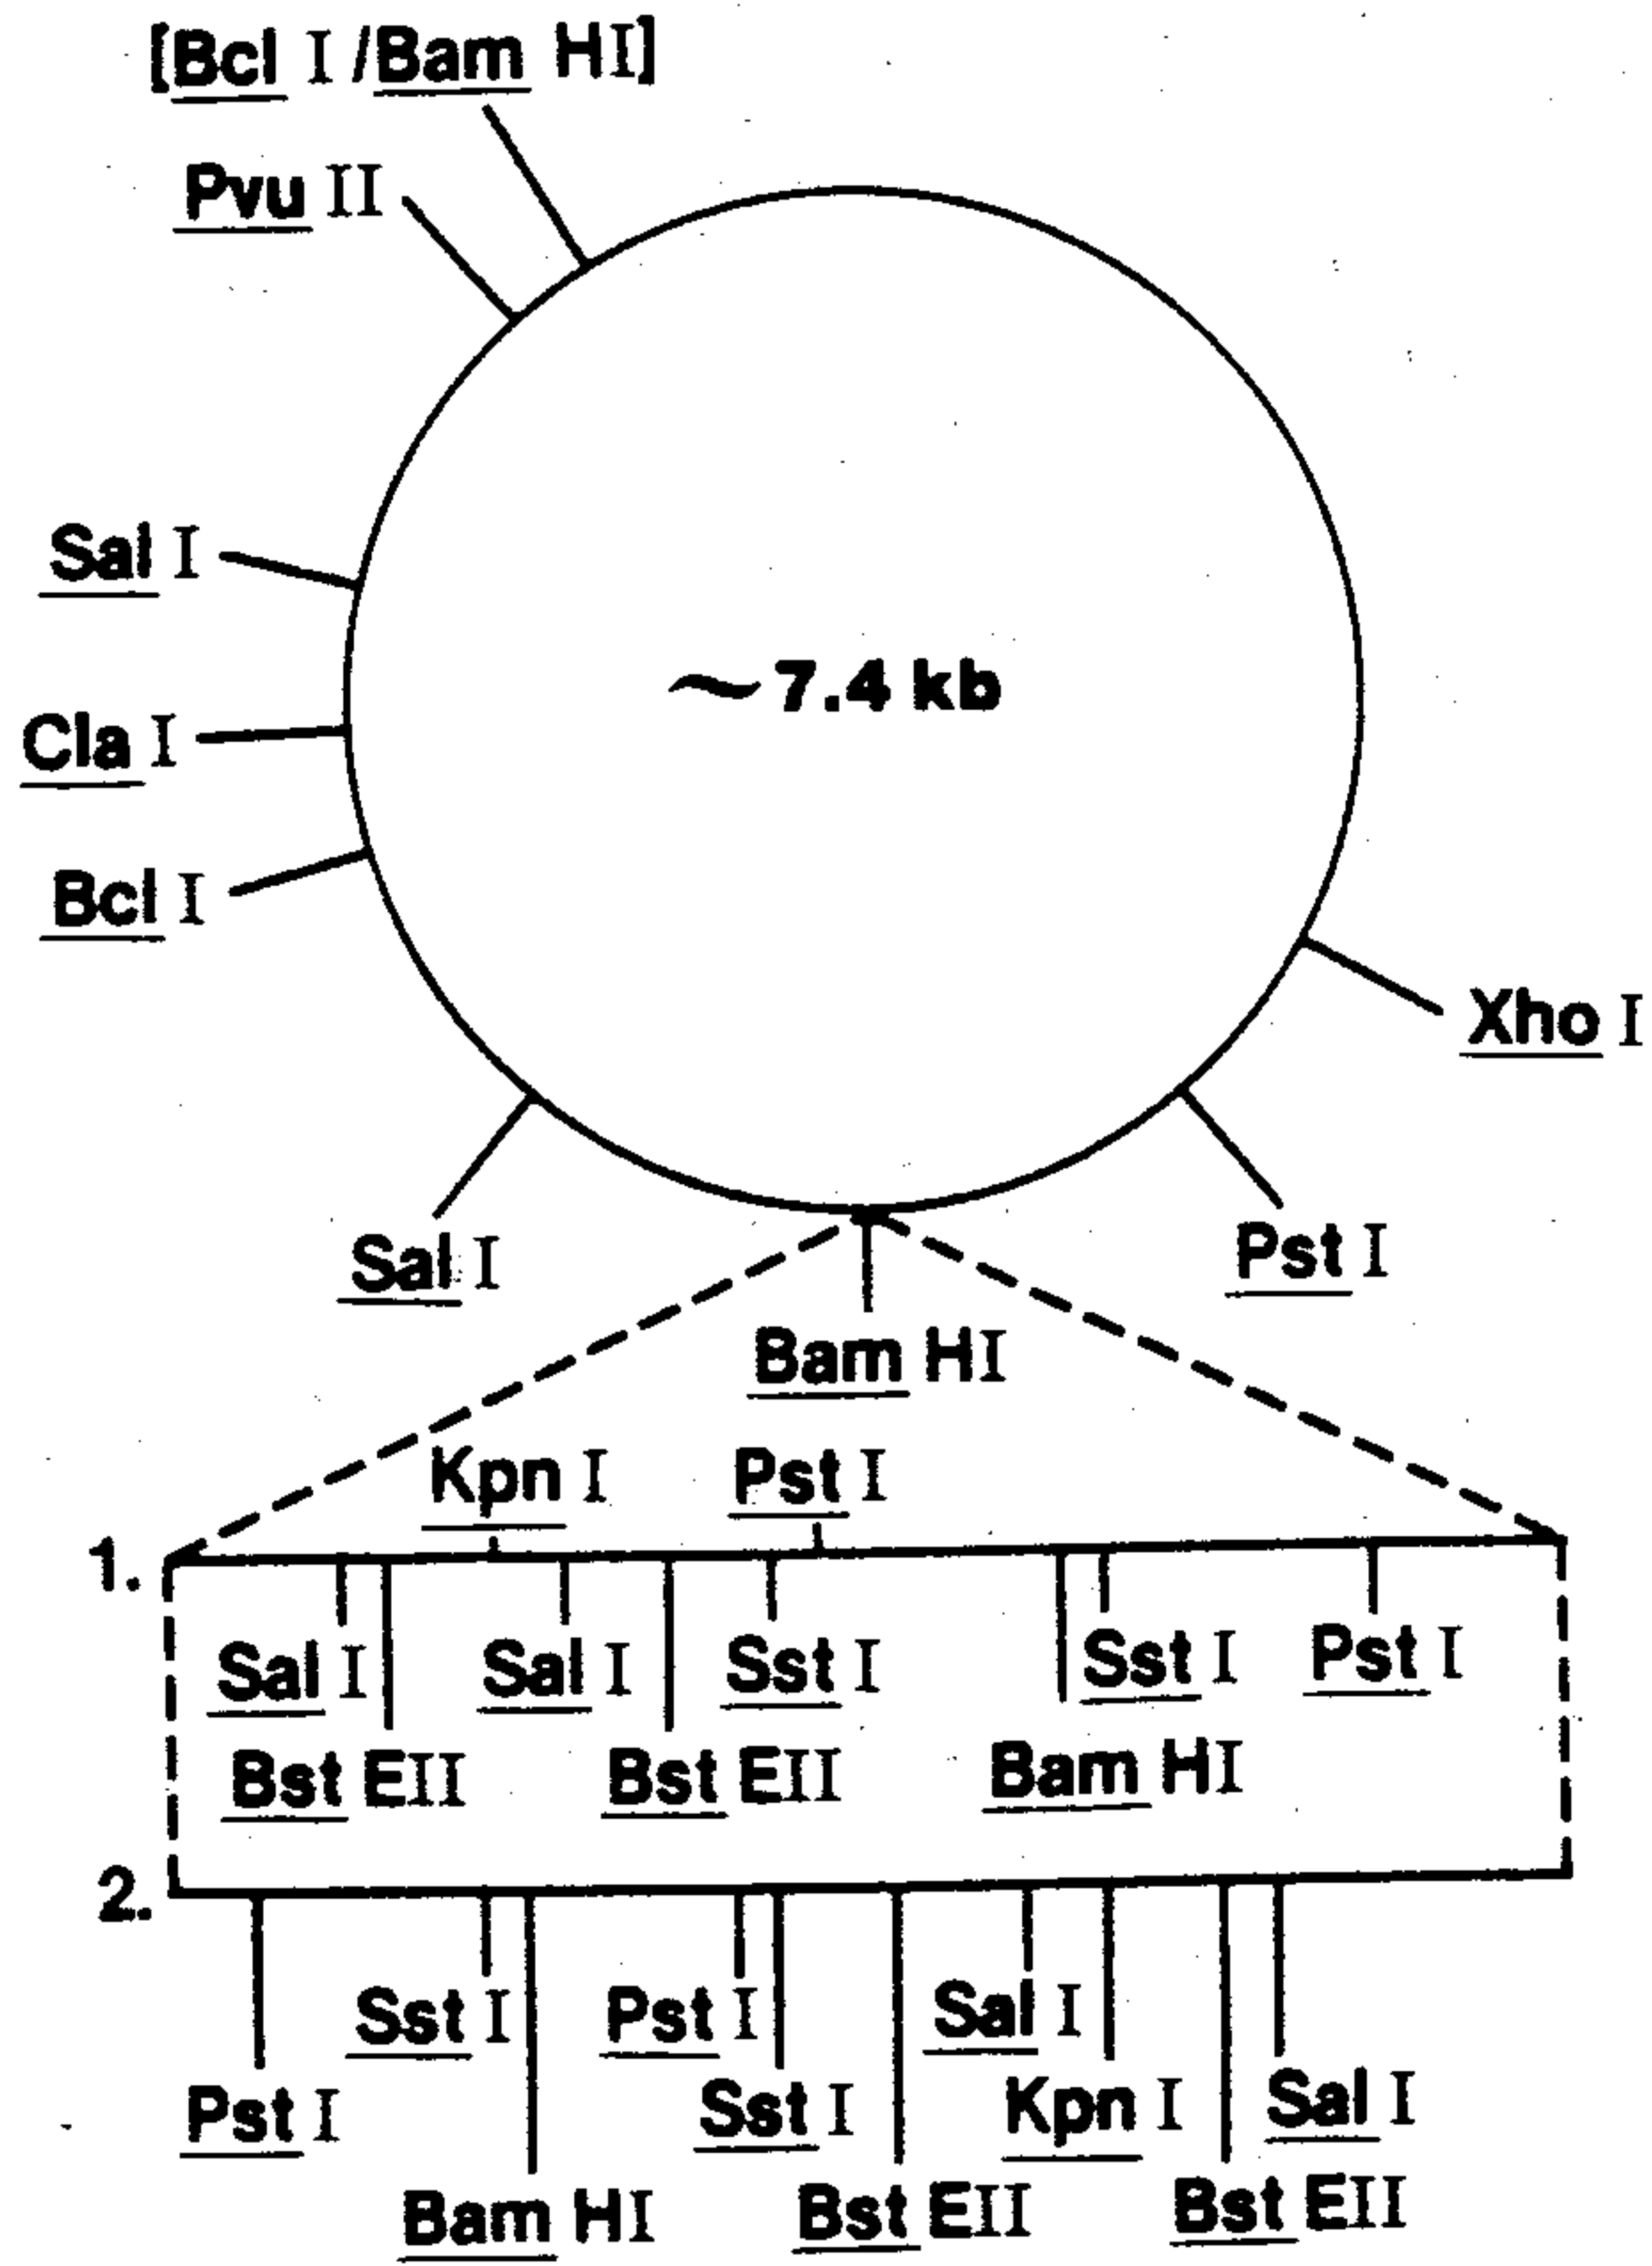 [Bcl I /Bam HI]
Pvu II
Sal I
~7.4 kb
Cla I
Bcl I
Xho I
Sal I
Pst I
Bam HI
Kpn I Pst I
1.
Sal I Sal I Sst I Sst I Pst I
Bst EII Bst EII Bam HI
2.
Sst I Pst I Sal I
Pst I Sst I Kpn I Sal I
Bam HI Bst EII Bst EII